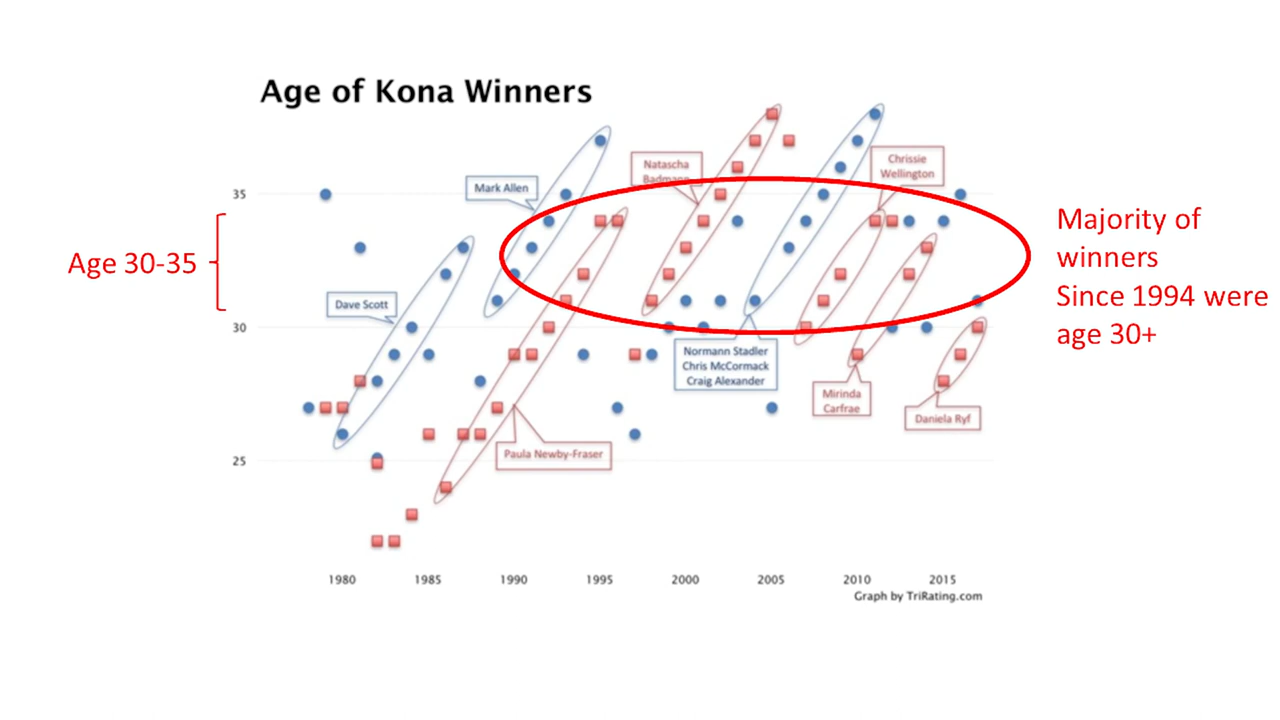 Age of Kona Winners
Natascha
Badmann
Chrissie
Wellington
Mark Allen
35
Majority of
winners
Since 1994 were
age 30+
Age 30-35
Dave Scott
30
Normann Stadler
Chris McCormack
Craig Alexander
Mirinda
Carfrae
Daniela Ryf
Paula Newby-Fraser
25
1980 1985 1990 1995 2000 2005 2010 2015
Graph by TriRating.com